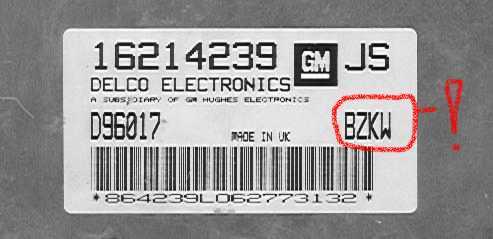 16214239 GM JS
DELCO ELECTRONICS
A SUBSIDIARY OF GM HUGHES ELECTRONICS
D96017 MADE IN UK BZKW !
*864239L062773132*